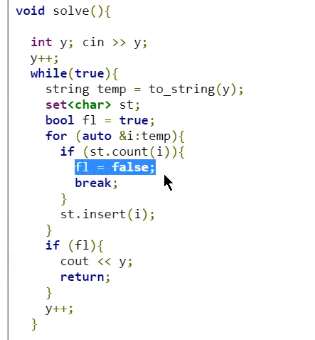 void solve(){
int y; cin >> y;
y++;
while(true){
string temp = to_string(y);
set<char> st;
bool fl = true;
for (auto &i:temp){
if (st.count(i)){
fl = false;
break;
}
st.insert(i);
}
if (fl){
cout << y;
return;
}
y++;
}